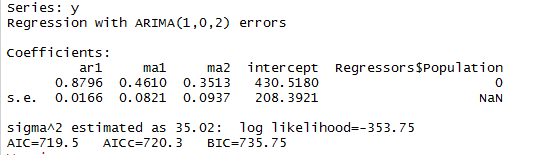 Series: y
Regression with ARIMA(1,0,2) errors
Coefficients:
ar1 ma1 ma2 intercept Regressors$Population
0.8796 0.4610 0.3513 430.5180 0
s.e. 0.0166 0.0821 0.0937 208.3921 NaN
sigma^2 estimated as 35.02: log likelihood=-353.75
AIC=719.5 AICc=720.3 BIC=735.75